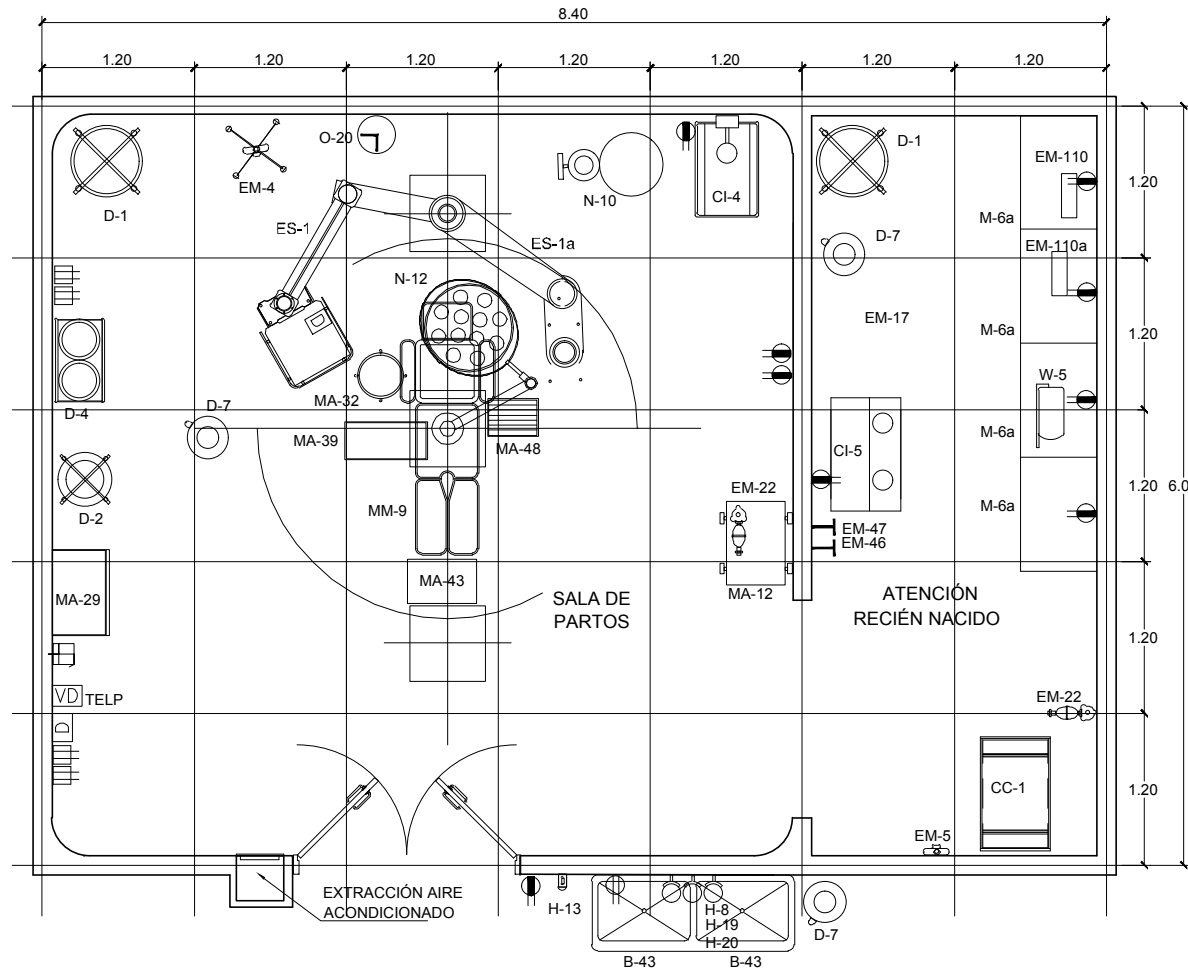 8.40
1.20 1.20 1.20 1.20 1.20 1.20 1.20
O-20
D-1
EM-4
D-1
EM-110
1.20
CI-4
N-10
M-6a
ES-1
ES-1a
D-7
EM-110a
N-12
EM-17
1.20
M-6a
W-5
MA-32
D-4
D-7
MA-39
MA-48
M-6a
CI-5
D-2
MM-9
EM-22
1.20
6.0
M-6a
EM-47
EM-46
MA-43
MA-29
MA-12
SALA DE
PARTOS
ATENCIÓN
RECIÉN NACIDO
1.20
VD TELP
EM-22
D
CC-1
1.20
EM-5
EXTRACCIÓN AIRE
ACONDICIONADO
H-13
H-8
H-19
H-20
D-7
B-43 B-43